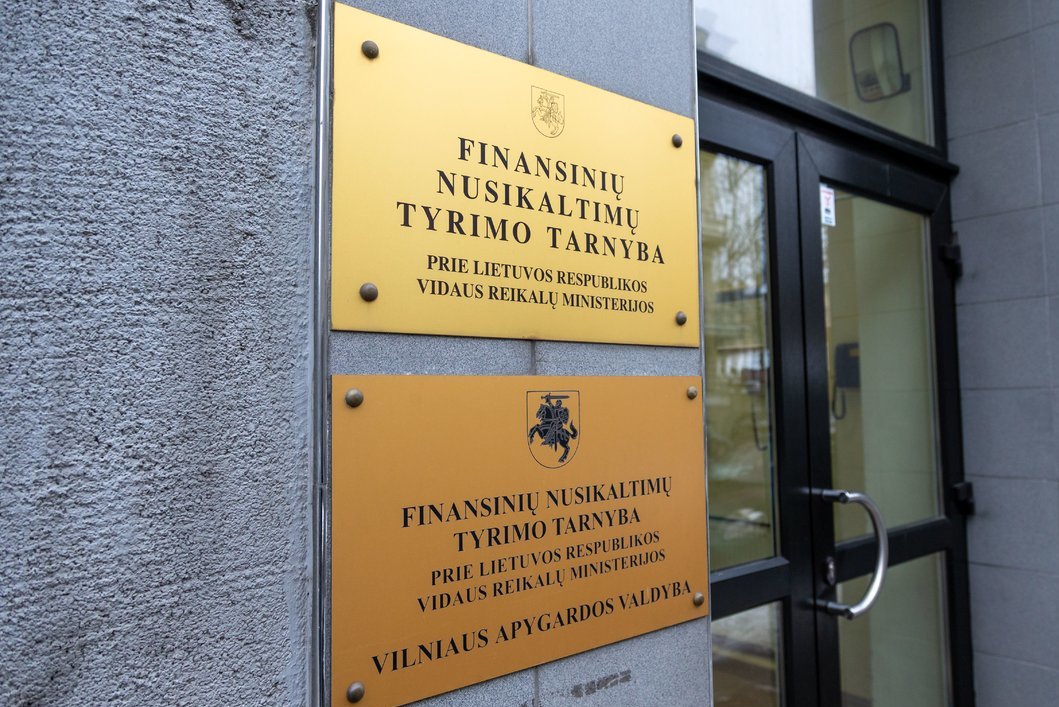 FINANSINIŲ
NUSIKALTIMŲ
TYRIMO TARNYBA
PRIE LIETUVOS RESPUBLIKOS
VIDAUS REIKALŲ MINISTERIJOS
FINANSINIŲ NUSIKALTIMŲ
TYRIMO TARNYBA
PRIE LIETUVOS RESPUBLIKOS
VIDAUS REIKALŲ MINISTERIJOS
VILNIAUS APYGARDOS VALDYBA